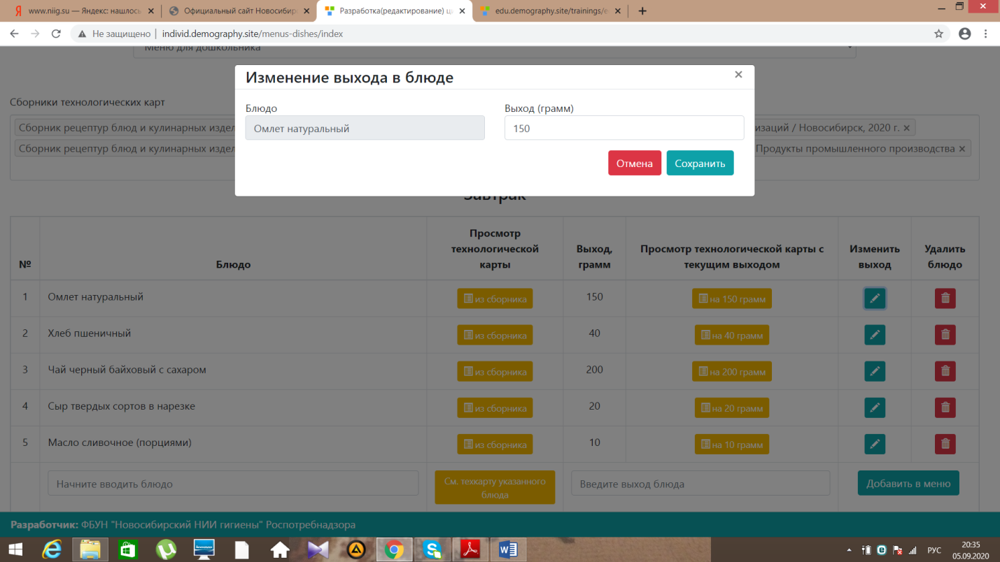 www.niig.su — Яндекс: нашлось
Официальный сайт Новосибирс
Разработка(редактирование) ци
edu.demography.site/trainings/e
Не защищено
individ.demography.site/menus-dishes/index
Меню для дошкольника
Изменение выхода в блюде
Сборники технологических карт
Блюдо
Выход (грамм)
Сборник рецептур блюд и кулинарных издел
Омлет натуральный
150
изаций / Новосибирск, 2020 г. ×
Сборник рецептур блюд и кулинарных издел
Продукты промышленного производства ×
Отмена
Сохранить
Завтрак
№
Блюдо
Просмотр технологической карты
Выход, грамм
Просмотр технологической карты с текущим выходом
Изменить выход
Удалить блюдо
1 Омлет натуральный из сборника 150 на 150 грамм
2 Хлеб пшеничный из сборника 40 на 40 грамм
3 Чай черный байховый с сахаром из сборника 200 на 200 грамм
4 Сыр твердых сортов в нарезке из сборника 20 на 20 грамм
5 Масло сливочное (порциями) из сборника 10 на 10 грамм
Начните вводить блюдо
См. техкарту указанного блюда
Введите выход блюда
Добавить в меню
Разработчик: ФБУН "Новосибирский НИИ гигиены" Роспотребнадзора
РУС
20:35
05.09.2020